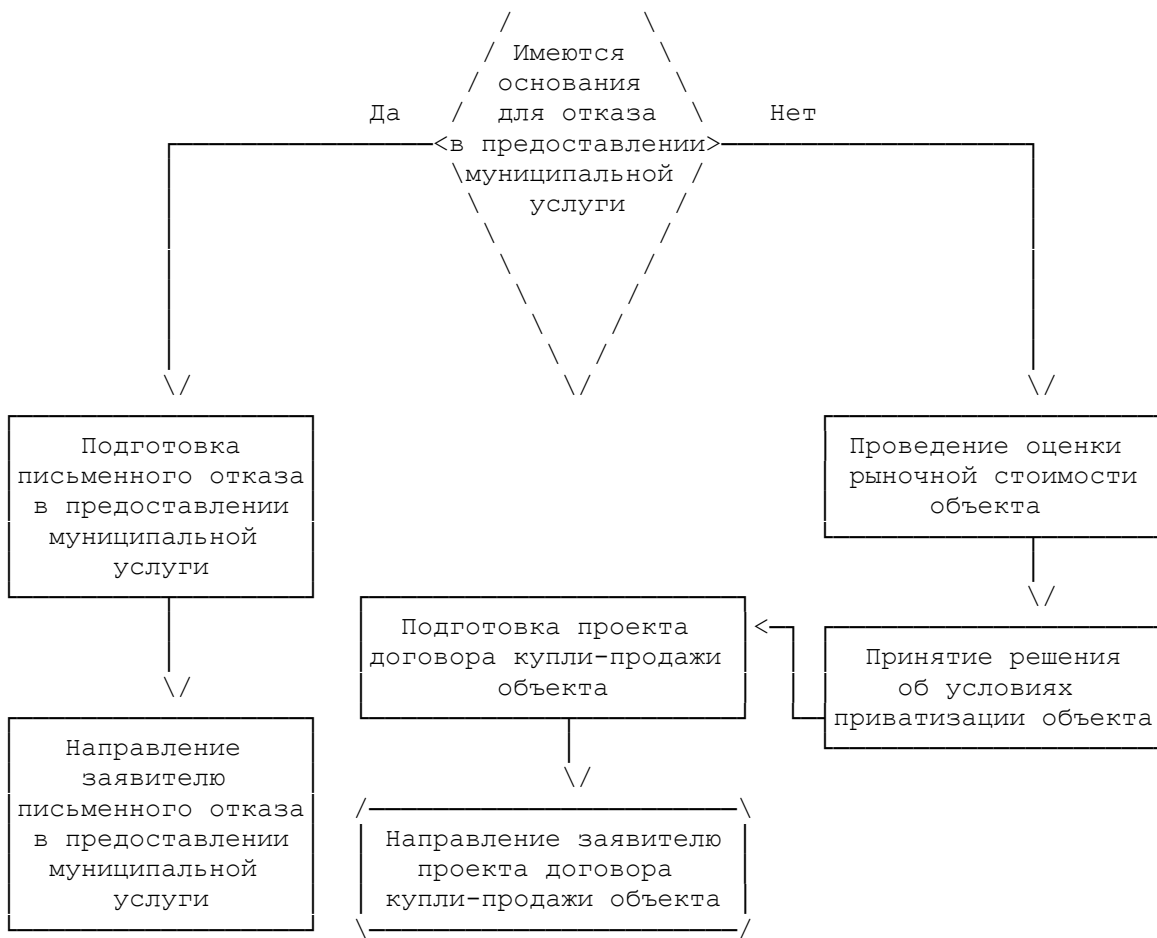 Имеются
основания
для отказа
в предоставлении
муниципальной
услуги
Да
Нет
Подготовка
письменного отказа
в предоставлении
муниципальной
услуги
Направление
заявителю
письменного отказа
в предоставлении
муниципальной
услуги
Проведение оценки
рыночной стоимости
объекта
Принятие решения
об условиях
приватизации объекта
Подготовка проекта
договора купли-продажи
объекта
Направление заявителю
проекта договора
купли-продажи объекта